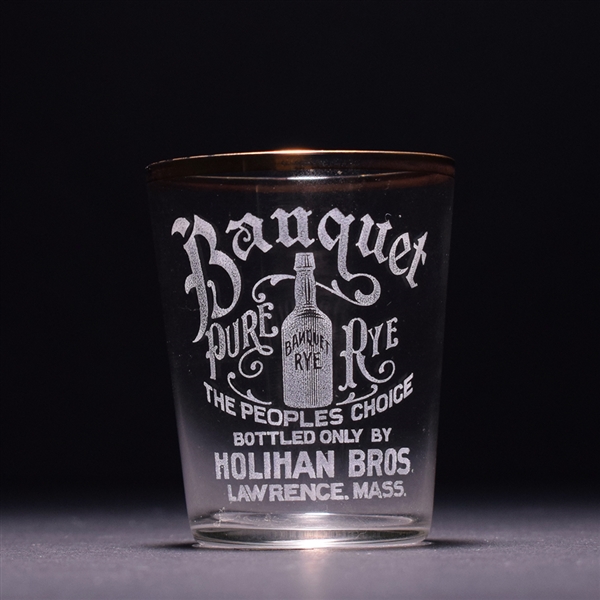 Banquet
PURE RYE
BANQUET
RYE
THE PEOPLES CHOICE
BOTTLED ONLY BY
HOLIHAN BROS.
LAWRENCE. MASS.